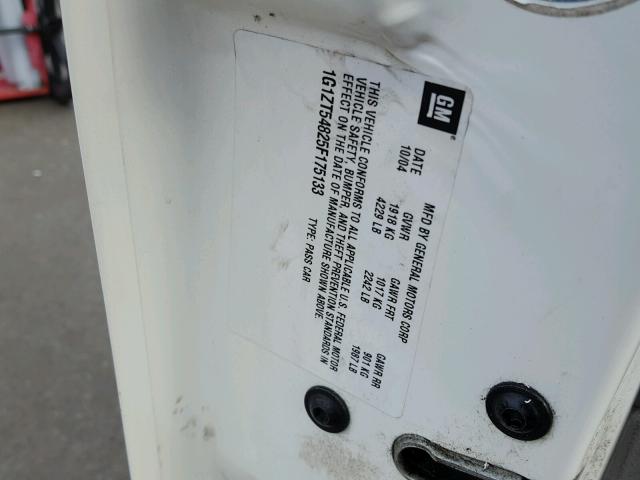 GM
MFD BY GENERAL MOTORS CORP
DATE GVWR GAWR FRT GAWR RR
10/04 1918 KG 1017 KG 901 KG
4229 LB 2242 LB 1987 LB
THIS VEHICLE CONFORMS TO ALL APPLICABLE U.S. FEDERAL MOTOR
VEHICLE SAFETY, BUMPER, AND THEFT PREVENTION STANDARDS IN
EFFECT ON THE DATE OF MANUFACTURE SHOWN ABOVE.
1G1ZT54825F175133 TYPE: PASS CAR